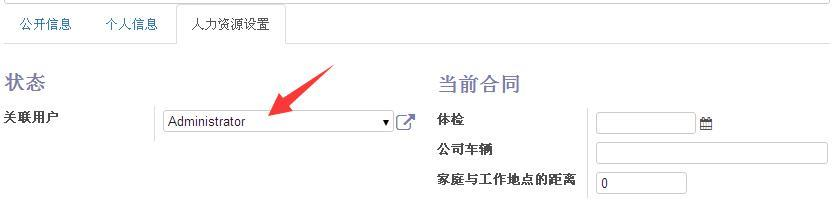 公开信息 个人信息 人力资源设置
状态
关联用户 Administrator
当前合同
体检
公司车辆
家庭与工作地点的距离 0